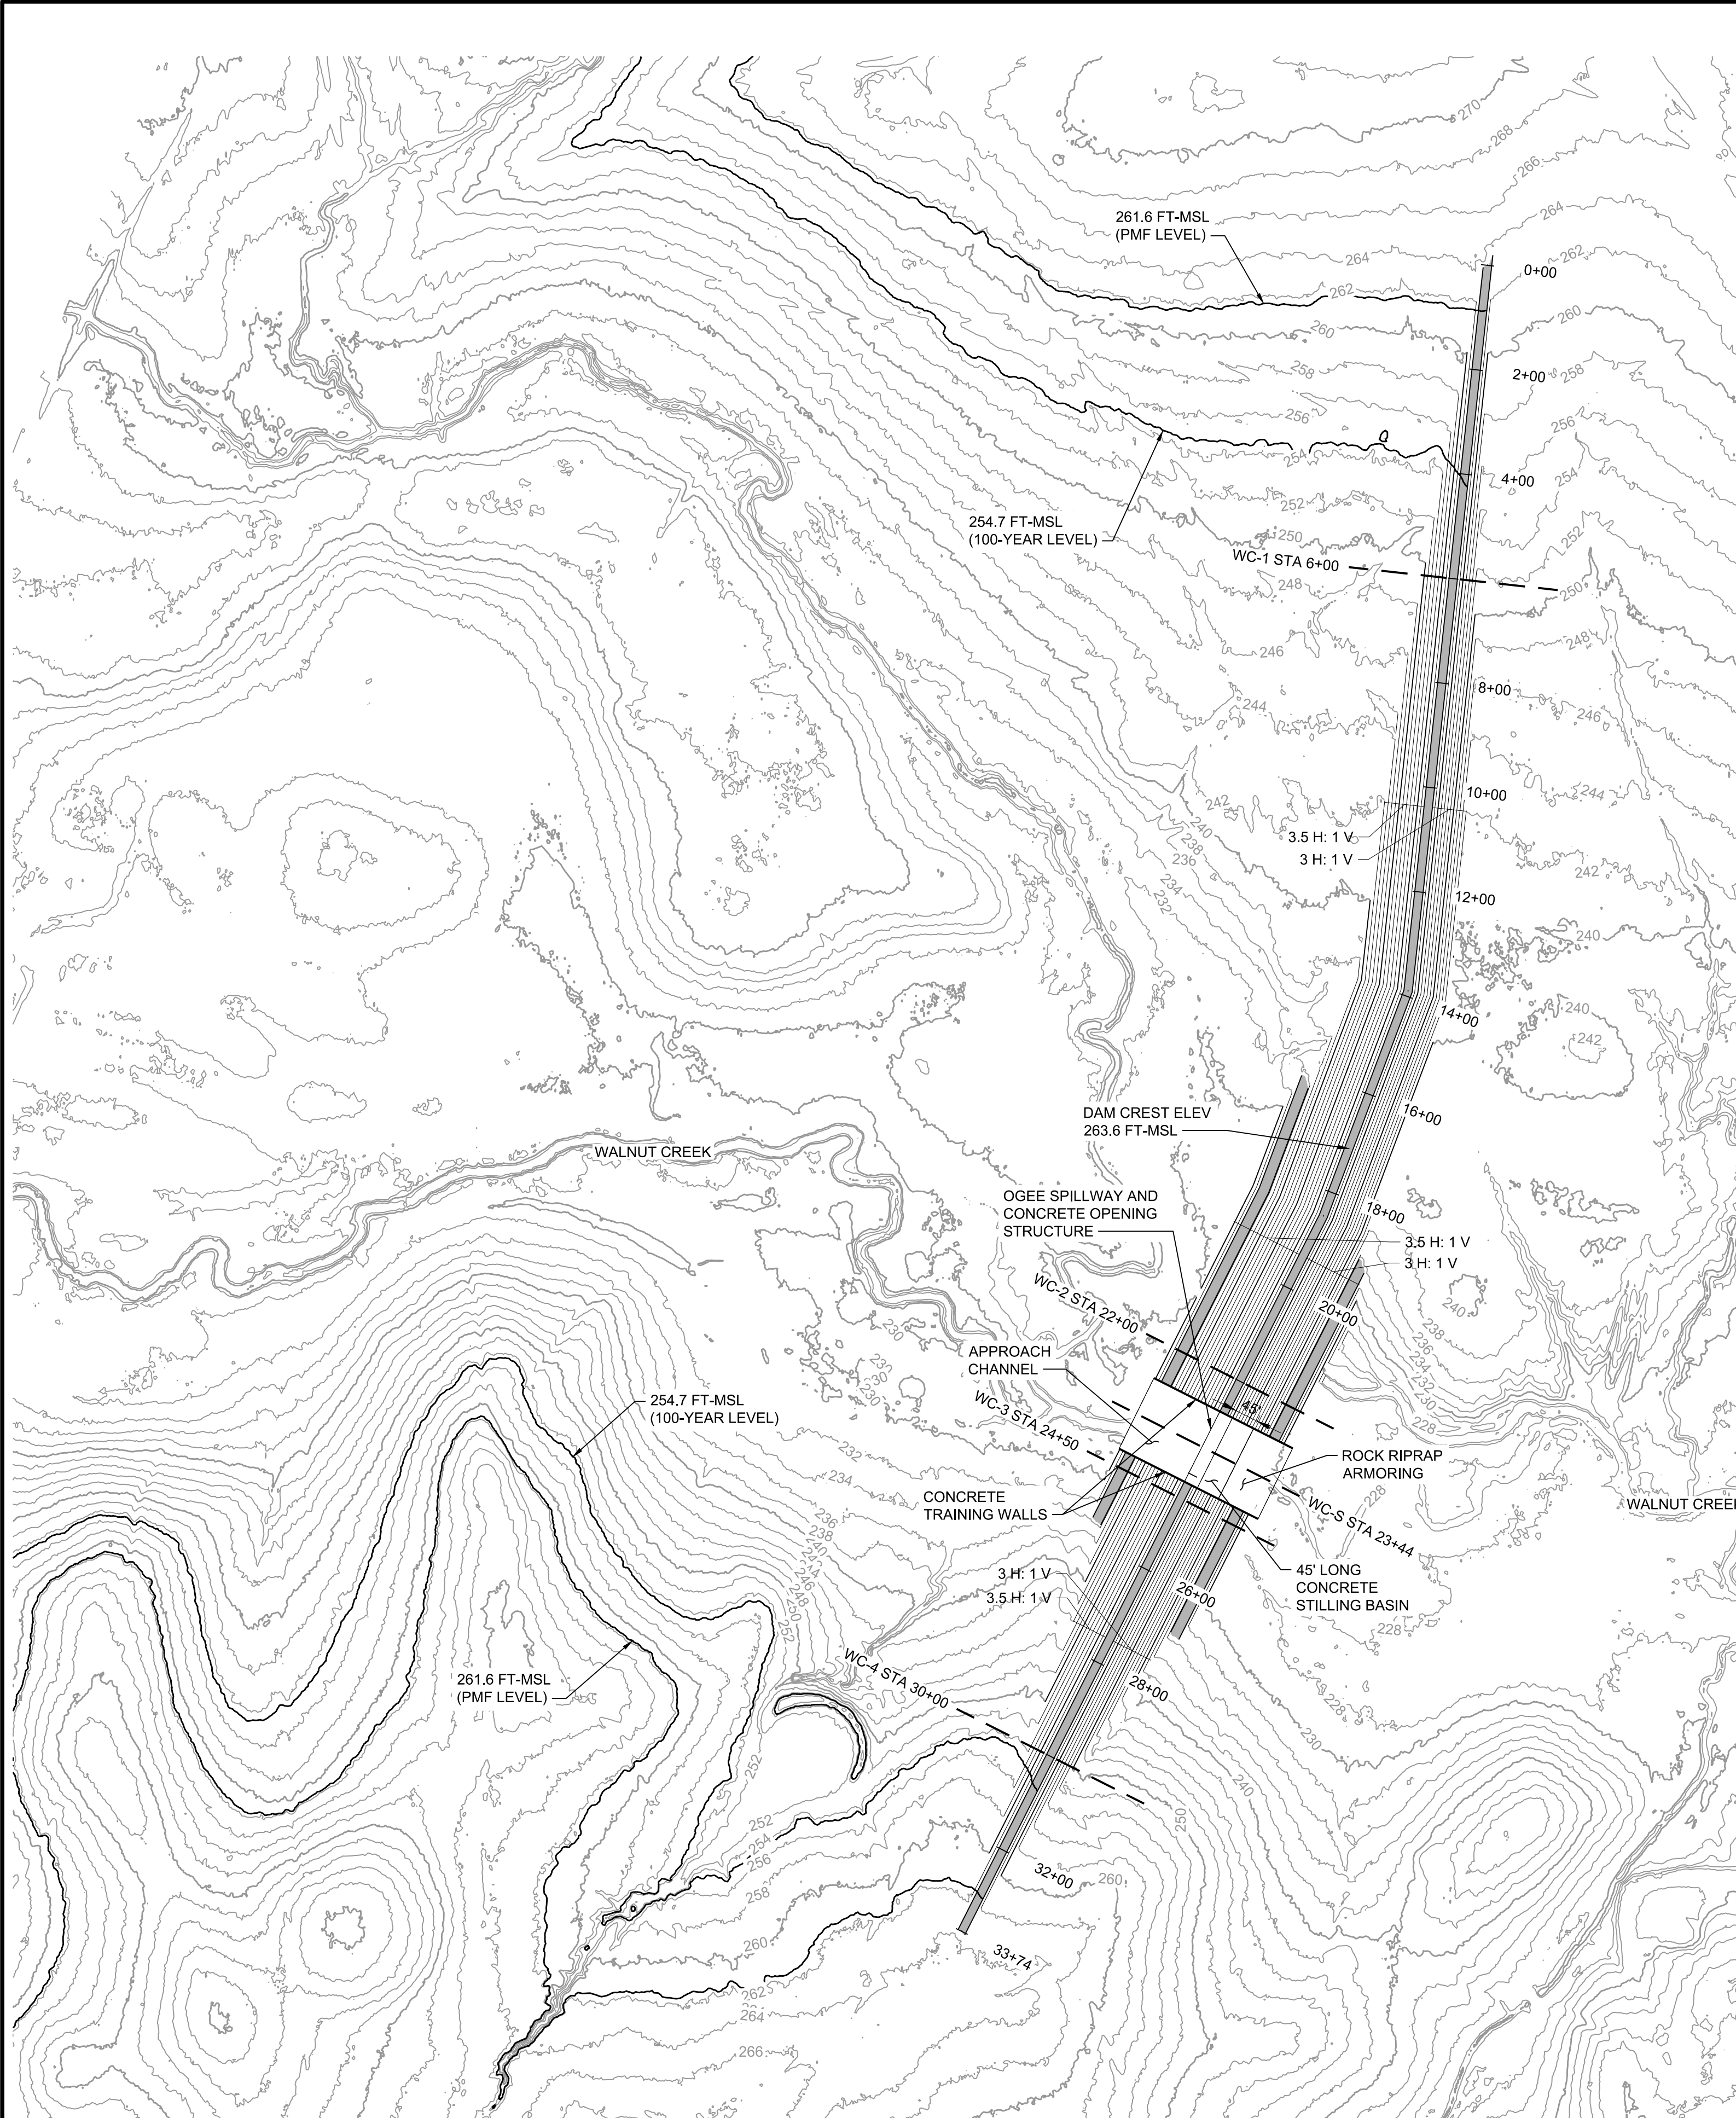 270
268
266
264
261.6 FT-MSL
(PMF LEVEL)
264
262
0+00
262
260
260
258
2+00
258
256
256
254
4+00
254
252
252
254.7 FT-MSL
(100-YEAR LEVEL)
250
WC-1 STA 6+00
248
250
248
246
244
8+00
246
242
240
238
236
234
232
10+00
244
3.5 H: 1 V
3 H: 1 V
242
12+00
240
14+00
240
242
DAM CREST ELEV
263.6 FT-MSL
16+00
WALNUT CREEK
OGEE SPILLWAY AND
CONCRETE OPENING
STRUCTURE
18+00
3.5 H: 1 V
3 H: 1 V
WC-2 STA 22+00
20+00
240
238
236
234
232
230
228
230
APPROACH
CHANNEL
230
230
230
WC-3 STA 24+50
45'
254.7 FT-MSL
(100-YEAR LEVEL)
232
234
236
238
240
244
246
248
250
252
ROCK RIPRAP
ARMORING
CONCRETE
TRAINING WALLS
WC-S STA 23+44
228
WALNUT CREE
3 H: 1 V
3.5 H: 1 V
26+00
45' LONG
CONCRETE
STILLING BASIN
228
261.6 FT-MSL
(PMF LEVEL)
WC-4 STA 30+00
28+00
228
230
240
250
252
252
254
256
258
260
32+00
260
33+74
262
264
266